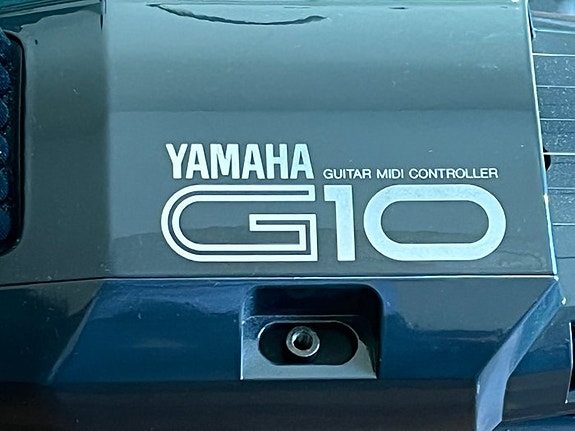 YAMAHA GUITAR MIDI CONTROLLER
G10